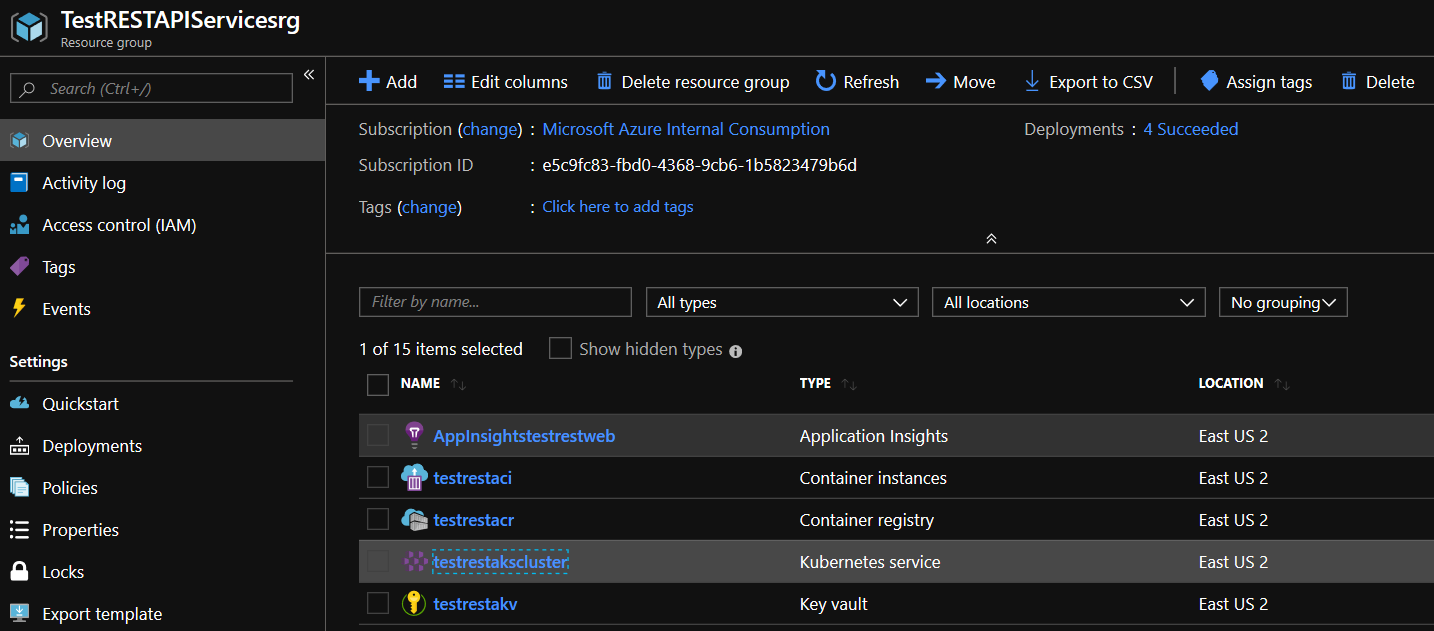 TestRESTAPIServicesrg
Resource group
Search (Ctrl+/)
«
Overview
Activity log
Access control (IAM)
Tags
Events
Settings
Quickstart
Deployments
Policies
Properties
Locks
Export template
Add Edit columns Delete resource group Refresh Move Export to CSV Assign tags Delete
Subscription (change) : Microsoft Azure Internal Consumption Deployments : 4 Succeeded
Subscription ID : e5c9fc83-fbd0-4368-9cb6-1b5823479b6d
Tags (change) : Click here to add tags
Filter by name... All types All locations No grouping
1 of 15 items selected Show hidden types
NAME TYPE LOCATION
AppInsightstestrestweb Application Insights East US 2
testrestaci Container instances East US 2
testrestacr Container registry East US 2
testrestakscluster Kubernetes service East US 2
testrestakv Key vault East US 2